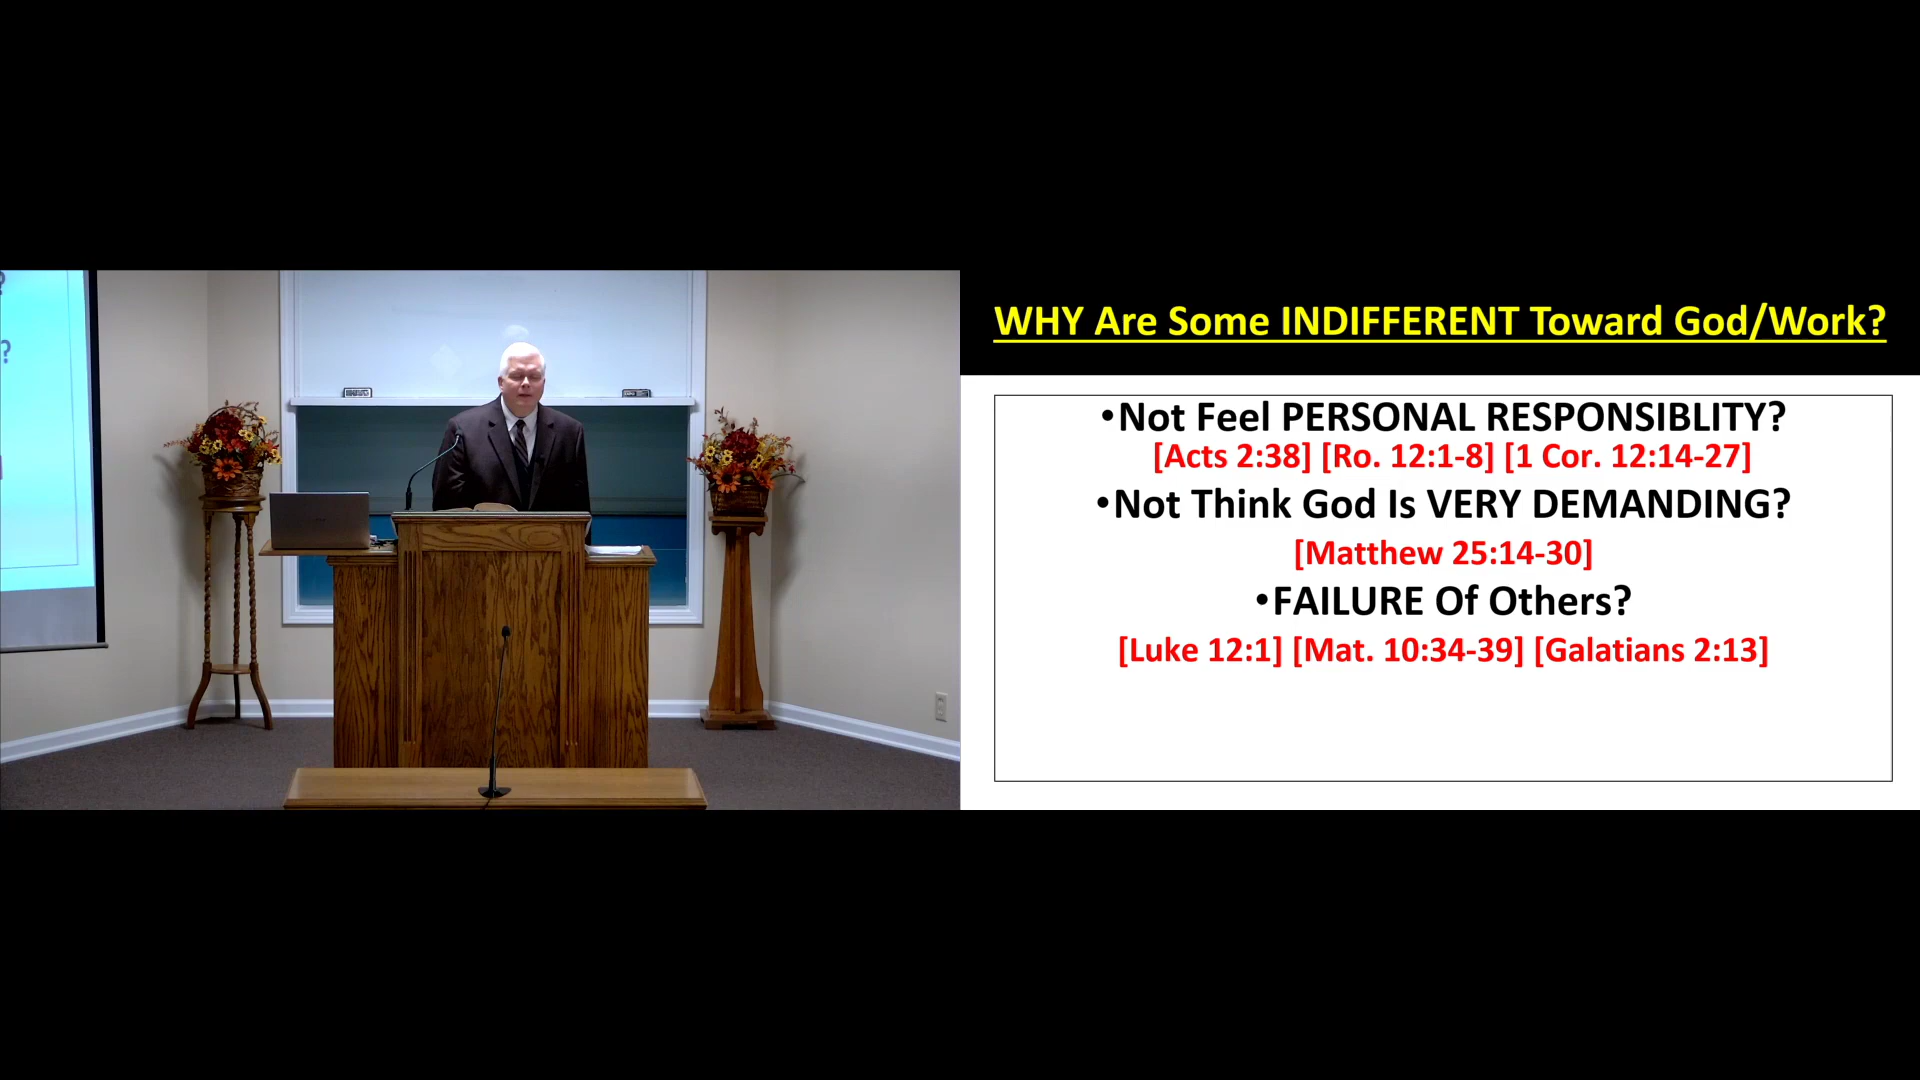 ?
?
WHY Are Some INDIFFERENT Toward God/Work?
•Not Feel PERSONAL RESPONSIBLITY?
[Acts 2:38] [Ro. 12:1-8] [1 Cor. 12:14-27]
•Not Think God Is VERY DEMANDING?
[Matthew 25:14-30]
•FAILURE Of Others?
[Luke 12:1] [Mat. 10:34-39] [Galatians 2:13]